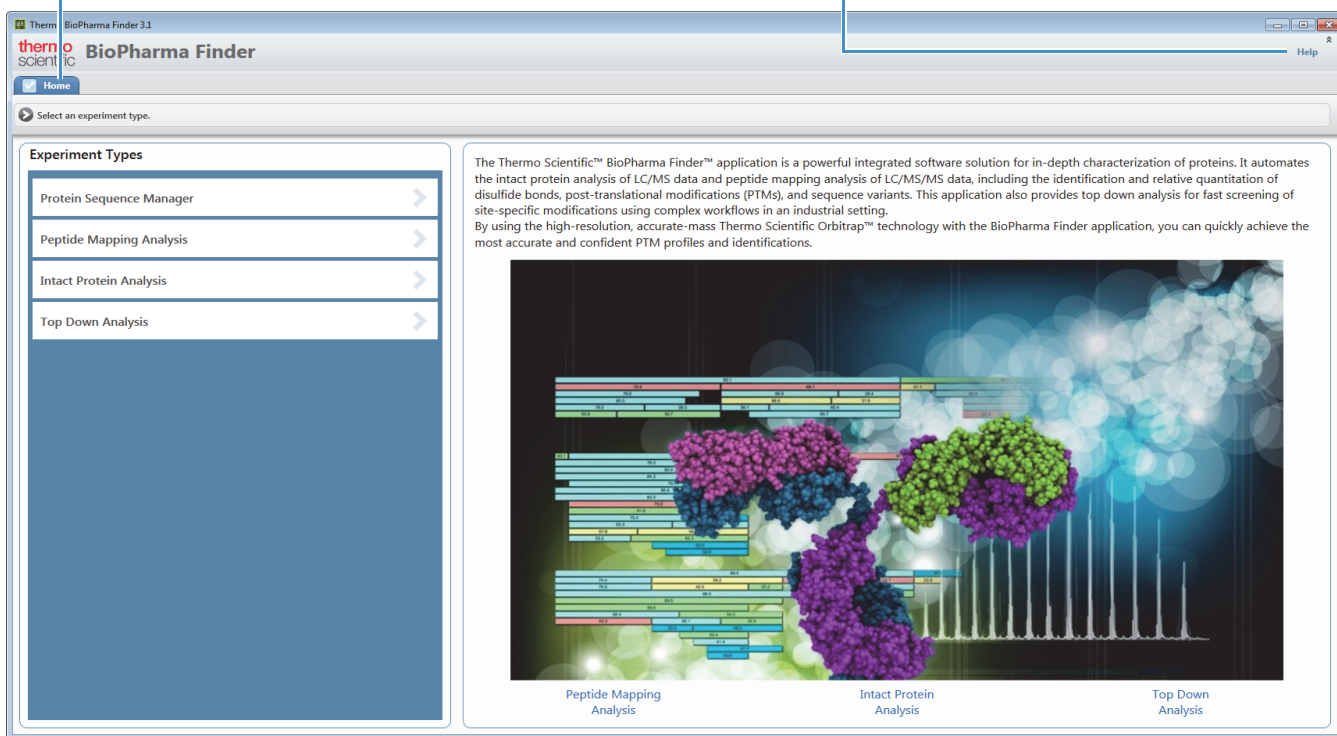 Thermo BioPharma Finder 3.1
thermo
scientific
BioPharma Finder
Help
Home
Select an experiment type.
Experiment Types
Protein Sequence Manager
Peptide Mapping Analysis
Intact Protein Analysis
Top Down Analysis
The Thermo Scientific™ BioPharma Finder™ application is a powerful integrated software solution for in-depth characterization of proteins. It automates
the intact protein analysis of LC/MS data and peptide mapping analysis of LC/MS/MS data, including the identification and relative quantitation of
disulfide bonds, post-translational modifications (PTMs), and sequence variants. This application also provides top down analysis for fast screening of
site-specific modifications using complex workflows in an industrial setting.
By using the high-resolution, accurate-mass Thermo Scientific Orbitrap™ technology with the BioPharma Finder application, you can quickly achieve the
most accurate and confident PTM profiles and identifications.
Peptide Mapping
Analysis
Intact Protein
Analysis
Top Down
Analysis